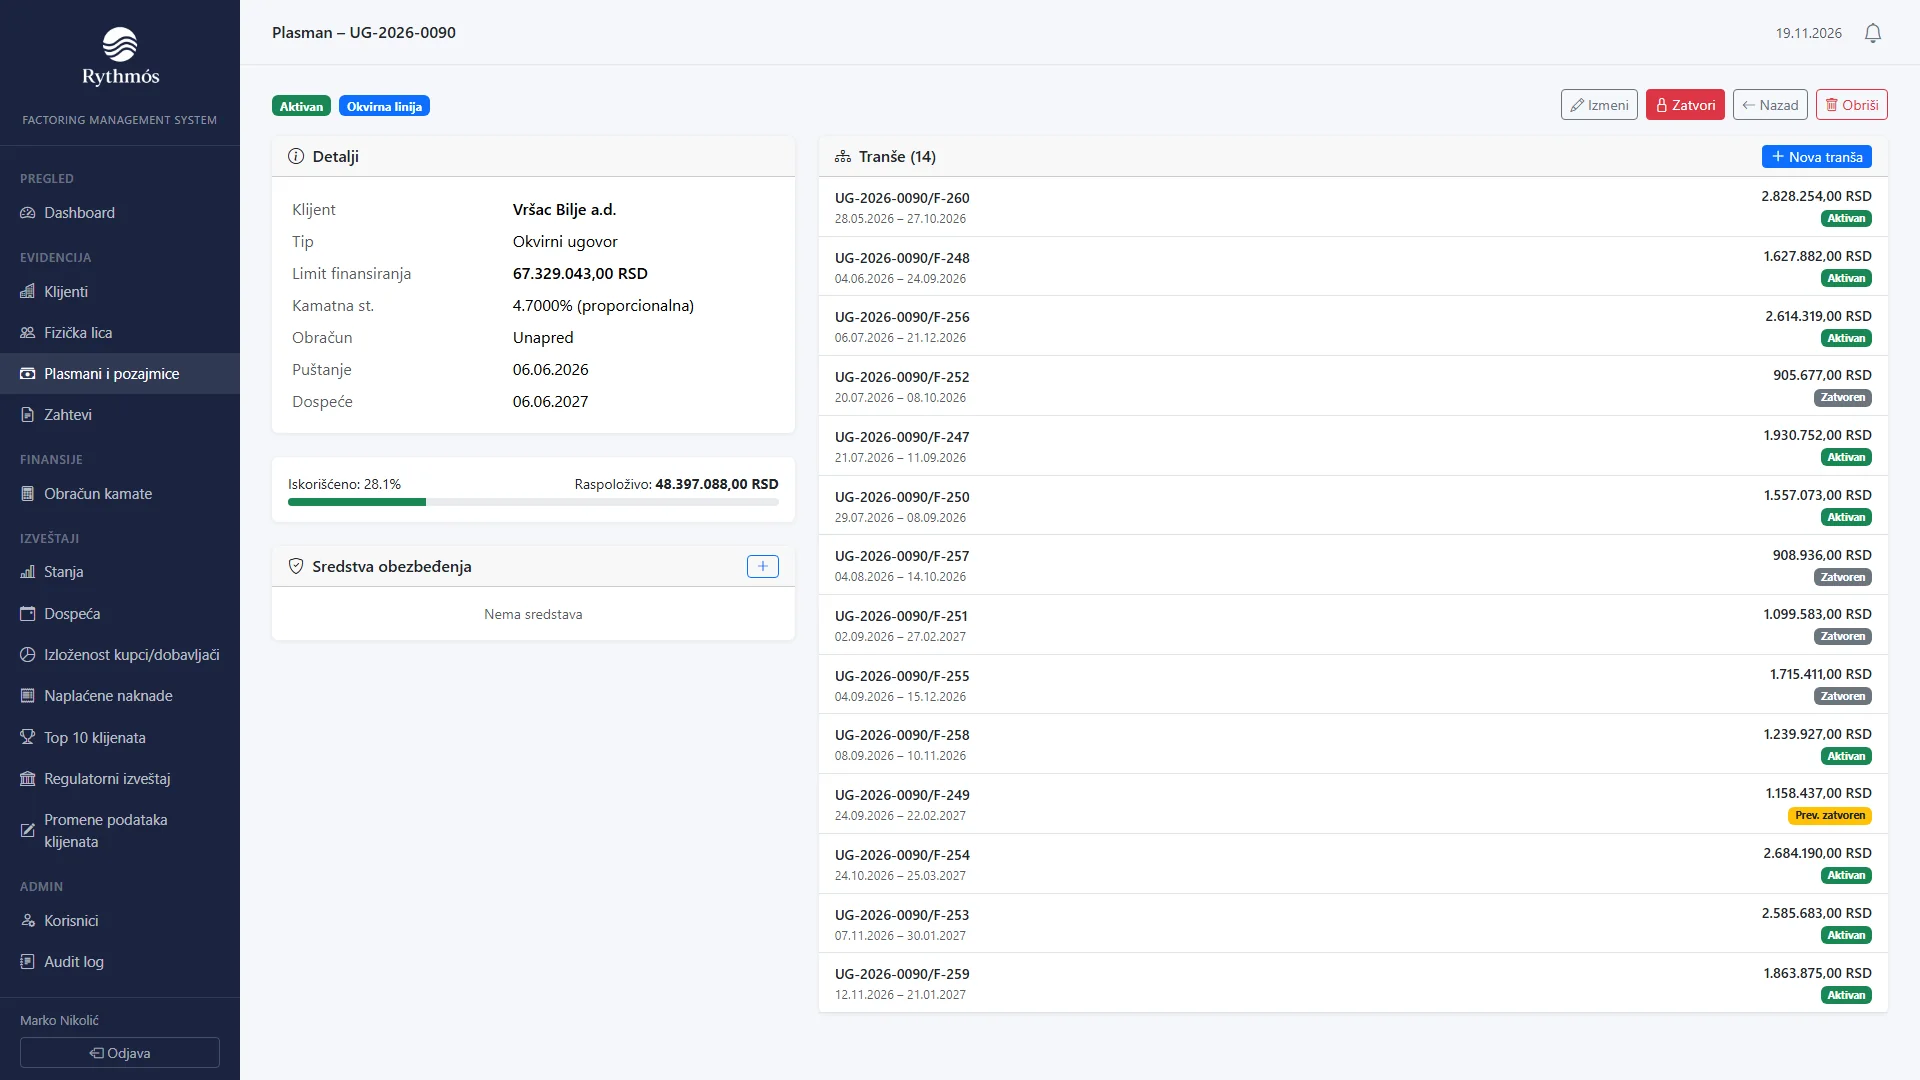 Rythmós
FACTORING MANAGEMENT SYSTEM
PREGLED
Dashboard
EVIDENCIJA
Klijenti
Fizička lica
Plasmani i pozajmice
Zahtevi
FINANSIJE
Obračun kamate
IZVEŠTAJI
Stanja
Dospeća
Izloženost kupci/dobavljači
Naplaćene naknade
Top 10 klijenata
Regulatorni izveštaj
Promene podataka
klijenata
ADMIN
Korisnici
Audit log
Marko Nikolić
Odjava
Plasman – UG-2026-0090
19.11.2026
Aktivan Okvirna linija
Izmeni Zatvori Nazad Obriši
Detalji
Klijent Vršac Bilje a.d.
Tip Okvirni ugovor
Limit finansiranja 67.329.043,00 RSD
Kamatna st. 4.7000% (proporcionalna)
Obračun Unapred
Puštanje 06.06.2026
Dospeće 06.06.2027
Iskorišćeno: 28.1% Raspoloživo: 48.397.088,00 RSD
Sredstva obezbeđenja
Nema sredstava
Tranše (14) Nova tranša
UG-2026-0090/F-260 2.828.254,00 RSD
28.05.2026 – 27.10.2026 Aktivan
UG-2026-0090/F-248 1.627.882,00 RSD
04.06.2026 – 24.09.2026 Aktivan
UG-2026-0090/F-256 2.614.319,00 RSD
06.07.2026 – 21.12.2026 Aktivan
UG-2026-0090/F-252 905.677,00 RSD
20.07.2026 – 08.10.2026 Zatvoren
UG-2026-0090/F-247 1.930.752,00 RSD
21.07.2026 – 11.09.2026 Aktivan
UG-2026-0090/F-250 1.557.073,00 RSD
29.07.2026 – 08.09.2026 Aktivan
UG-2026-0090/F-257 908.936,00 RSD
04.08.2026 – 14.10.2026 Zatvoren
UG-2026-0090/F-251 1.099.583,00 RSD
02.09.2026 – 27.02.2027 Zatvoren
UG-2026-0090/F-255 1.715.411,00 RSD
04.09.2026 – 15.12.2026 Zatvoren
UG-2026-0090/F-258 1.239.927,00 RSD
08.09.2026 – 10.11.2026 Aktivan
UG-2026-0090/F-249 1.158.437,00 RSD
24.09.2026 – 22.02.2027 Prev. zatvoren
UG-2026-0090/F-254 2.684.190,00 RSD
24.10.2026 – 25.03.2027 Aktivan
UG-2026-0090/F-253 2.585.683,00 RSD
07.11.2026 – 30.01.2027 Aktivan
UG-2026-0090/F-259 1.863.875,00 RSD
12.11.2026 – 21.01.2027 Aktivan